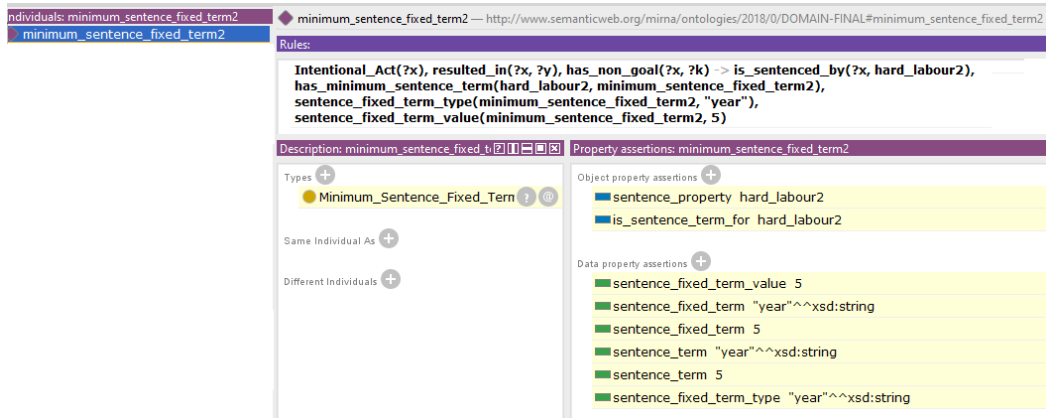 ndividuals: minimum_sentence_fixed_term2
minimum_sentence_fixed_term2
minimum_sentence_fixed_term2 — http://www.semanticweb.org/mirna/ontologies/2018/0/DOMAIN-FINAL#minimum_sentence_fixed_term2
Rules:
Intentional_Act(?x), resulted_in(?x, ?y), has_non_goal(?x, ?k) -> is_sentenced_by(?x, hard_labour2),
has_minimum_sentence_term(hard_labour2, minimum_sentence_fixed_term2),
sentence_fixed_term_type(minimum_sentence_fixed_term2, "year"),
sentence_fixed_term_value(minimum_sentence_fixed_term2, 5)
Description: minimum_sentence_fixed_t
Types
Minimum_Sentence_Fixed_Term
Same Individual As
Different Individuals
Property assertions: minimum_sentence_fixed_term2
Object property assertions
sentence_property hard_labour2
is_sentence_term_for hard_labour2
Data property assertions
sentence_fixed_term_value 5
sentence_fixed_term "year"^^xsd:string
sentence_fixed_term 5
sentence_term "year"^^xsd:string
sentence_term 5
sentence_fixed_term_type "year"^^xsd:string